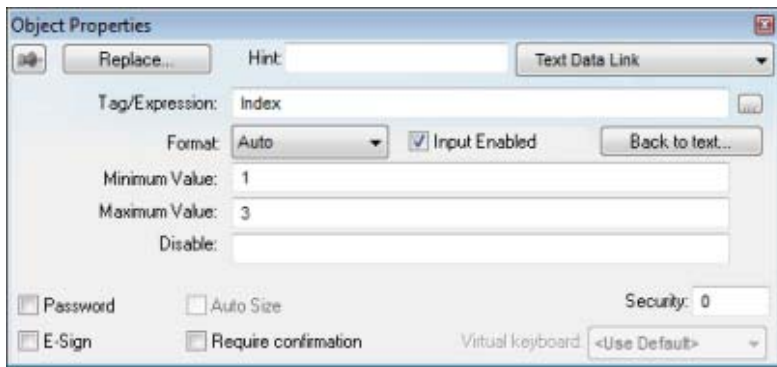 Object Properties
Replace... Hint: Text Data Link
Tag/Expression: Index ...
Format: Auto Input Enabled Back to text...
Minimum Value: 1
Maximum Value: 3
Disable:
Password Auto Size Security: 0
E-Sign Require confirmation Virtual keyboard: <Use Default>